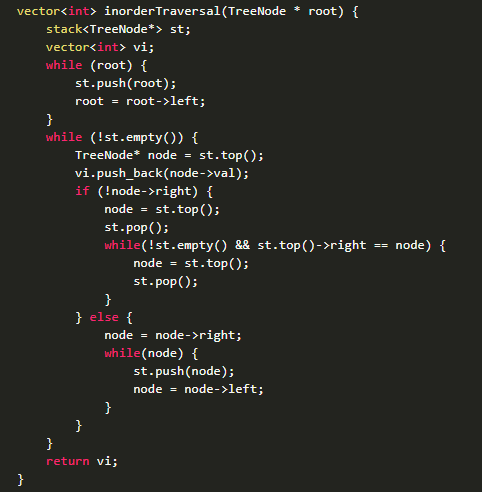 vector<int> inorderTraversal(TreeNode * root) {
    stack<TreeNode*> st;
    vector<int> vi;
    while (root) {
        st.push(root);
        root = root->left;
    }
    while (!st.empty()) {
        TreeNode* node = st.top();
        vi.push_back(node->val);
        if (!node->right) {
            node = st.top();
            st.pop();
            while(!st.empty() && st.top()->right == node) {
                node = st.top();
                st.pop();
            }
        } else {
            node = node->right;
            while(node) {
                st.push(node);
                node = node->left;
            }
        }
    }
    return vi;
}